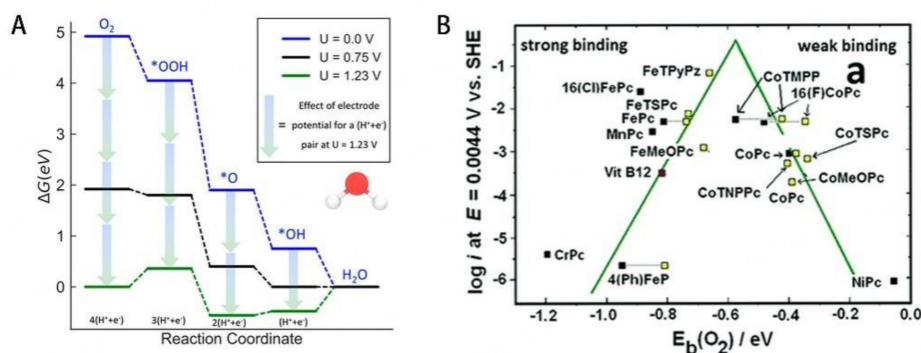 A
O₂
*OOH
*O
*OH
H₂O
U = 0.0 V
U = 0.75 V
U = 1.23 V
Effect of electrode
= potential for a (H⁺+e⁻)
pair at U = 1.23 V
ΔG(eV)
5
4
3
2
1
0
4(H⁺+e⁻)
3(H⁺+e⁻)
2(H⁺+e⁻)
(H⁺+e⁻)
Reaction Coordinate
B
strong binding
weak binding
a
FeTPyPz
CoTMPP
16(Cl)FePc
16(F)CoPc
FeTSPc
FePc
MnPc
CoTSPc
FeMeOPc
CoPc
Vit B12
CoTNPPc
CoPc
CoMeOPc
CrPc
4(Ph)FeP
NiPc
log i at E = 0.0044 V vs. SHE
-1
-2
-3
-4
-5
-6
-1.2
-1.0
-0.8
-0.6
-0.4
-0.2
0.0
E_b(O₂) / eV